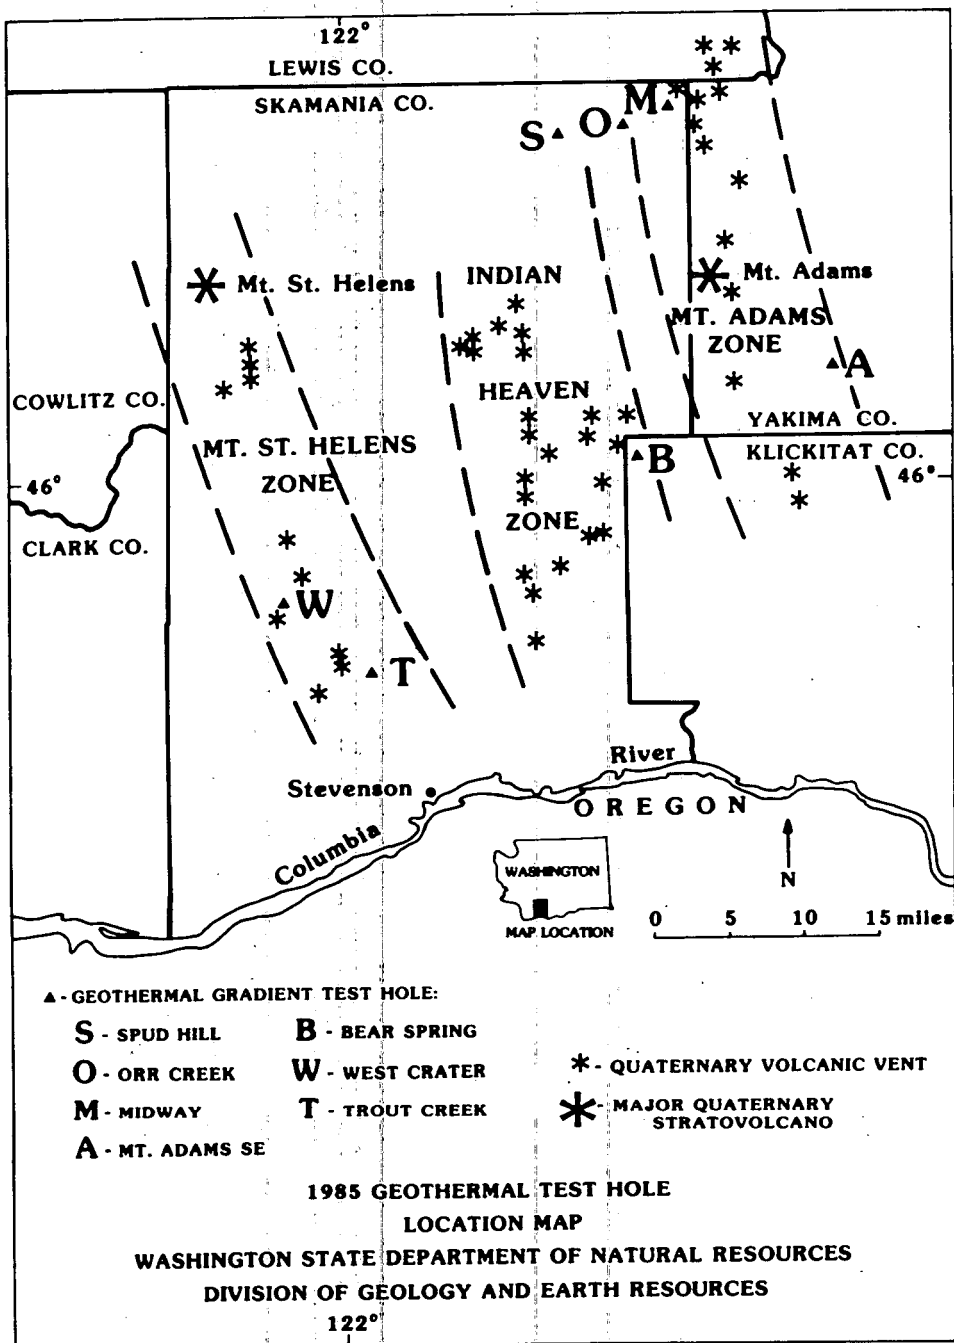 122°
LEWIS CO.
SKAMANIA CO.
M
S
O
INDIAN
Mt. St. Helens
Mt. Adams
MT. ADAMS
ZONE
A
HEAVEN
COWLITZ CO.
YAKIMA CO.
MT. ST. HELENS
ZONE
KLICKITAT CO.
B
46°
46°
ZONE
CLARK CO.
W
T
River
Stevenson
OREGON
Columbia
WASHINGTON
MAP LOCATION
N
0 5 10 15 miles
▲ - GEOTHERMAL GRADIENT TEST HOLE:
S - SPUD HILL
O - ORR CREEK
M - MIDWAY
A - MT. ADAMS SE
B - BEAR SPRING
W - WEST CRATER
T - TROUT CREEK
* - QUATERNARY VOLCANIC VENT
- MAJOR QUATERNARY
STRATOVOLCANO
1985 GEOTHERMAL TEST HOLE
LOCATION MAP
WASHINGTON STATE DEPARTMENT OF NATURAL RESOURCES
DIVISION OF GEOLOGY AND EARTH RESOURCES
122°